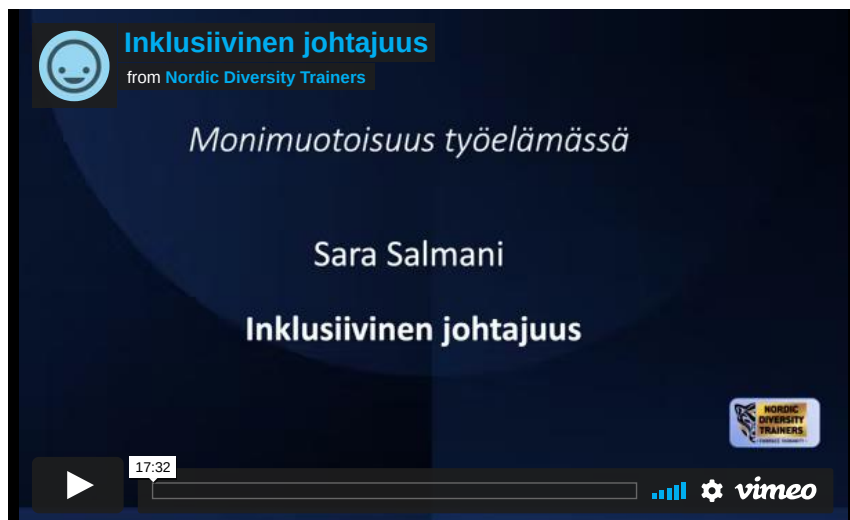 Inklusiivinen johtajuus
from Nordic Diversity Trainers
Monimuotoisuus työelämässä
Sara Salmani
Inklusiivinen johtajuus
NORDIC
DIVERSITY
TRAINERS
17:32
vimeo